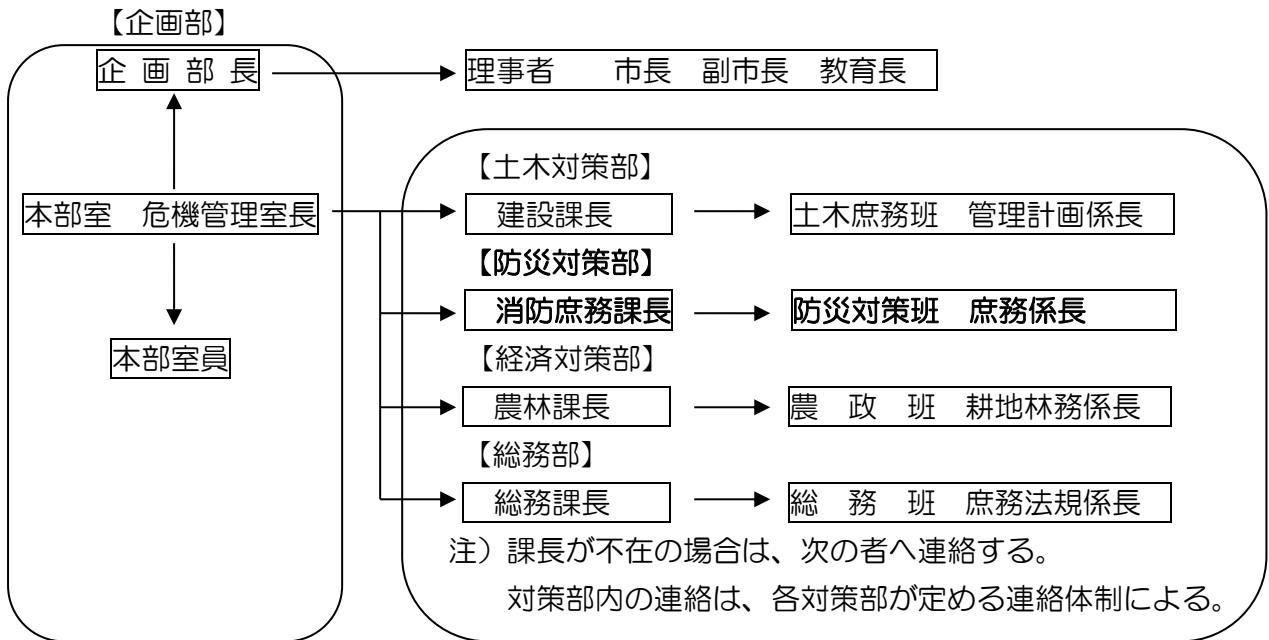 【企画部】
企 画 部 長
理事者　　市長　副市長　教育長
【土木対策部】
本部室　危機管理室長
建設課長
土木庶務班　管理計画係長
【防災対策部】
消防庶務課長
防災対策班　庶務係長
本部室員
【経済対策部】
農林課長
農　政　班　耕地林務係長
【総務部】
総務課長
総　務　班　庶務法規係長
注）課長が不在の場合は、次の者へ連絡する。
対策部内の連絡は、各対策部が定める連絡体制による。